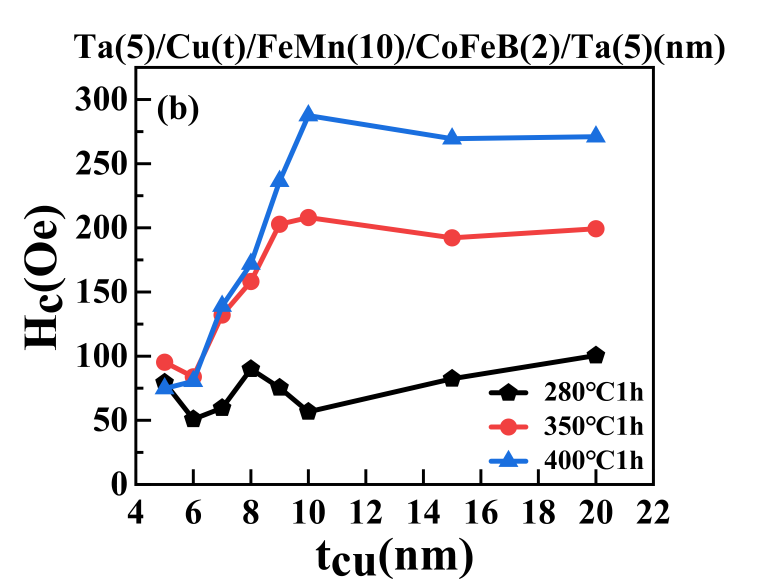 Ta(5)/Cu(t)/FeMn(10)/CoFeB(2)/Ta(5)(nm)
(b)
300
250
200
150
100
50
0
Hc(Oe)
280°C1h
350°C1h
400°C1h
4 6 8 10 12 14 16 18 20 22
tcu(nm)